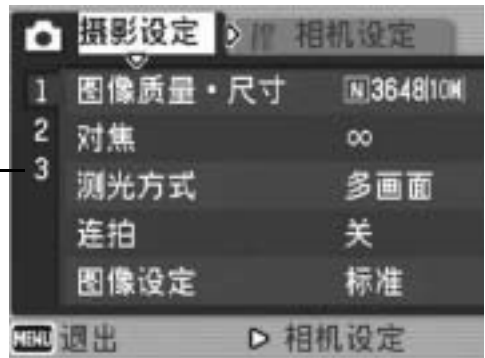 摄影设定 相机设定
1 图像质量・尺寸 N3648 10M
2 对焦 ∞
3 测光方式 多画面
连拍 关
图像设定 标准
MENU 退出 相机设定